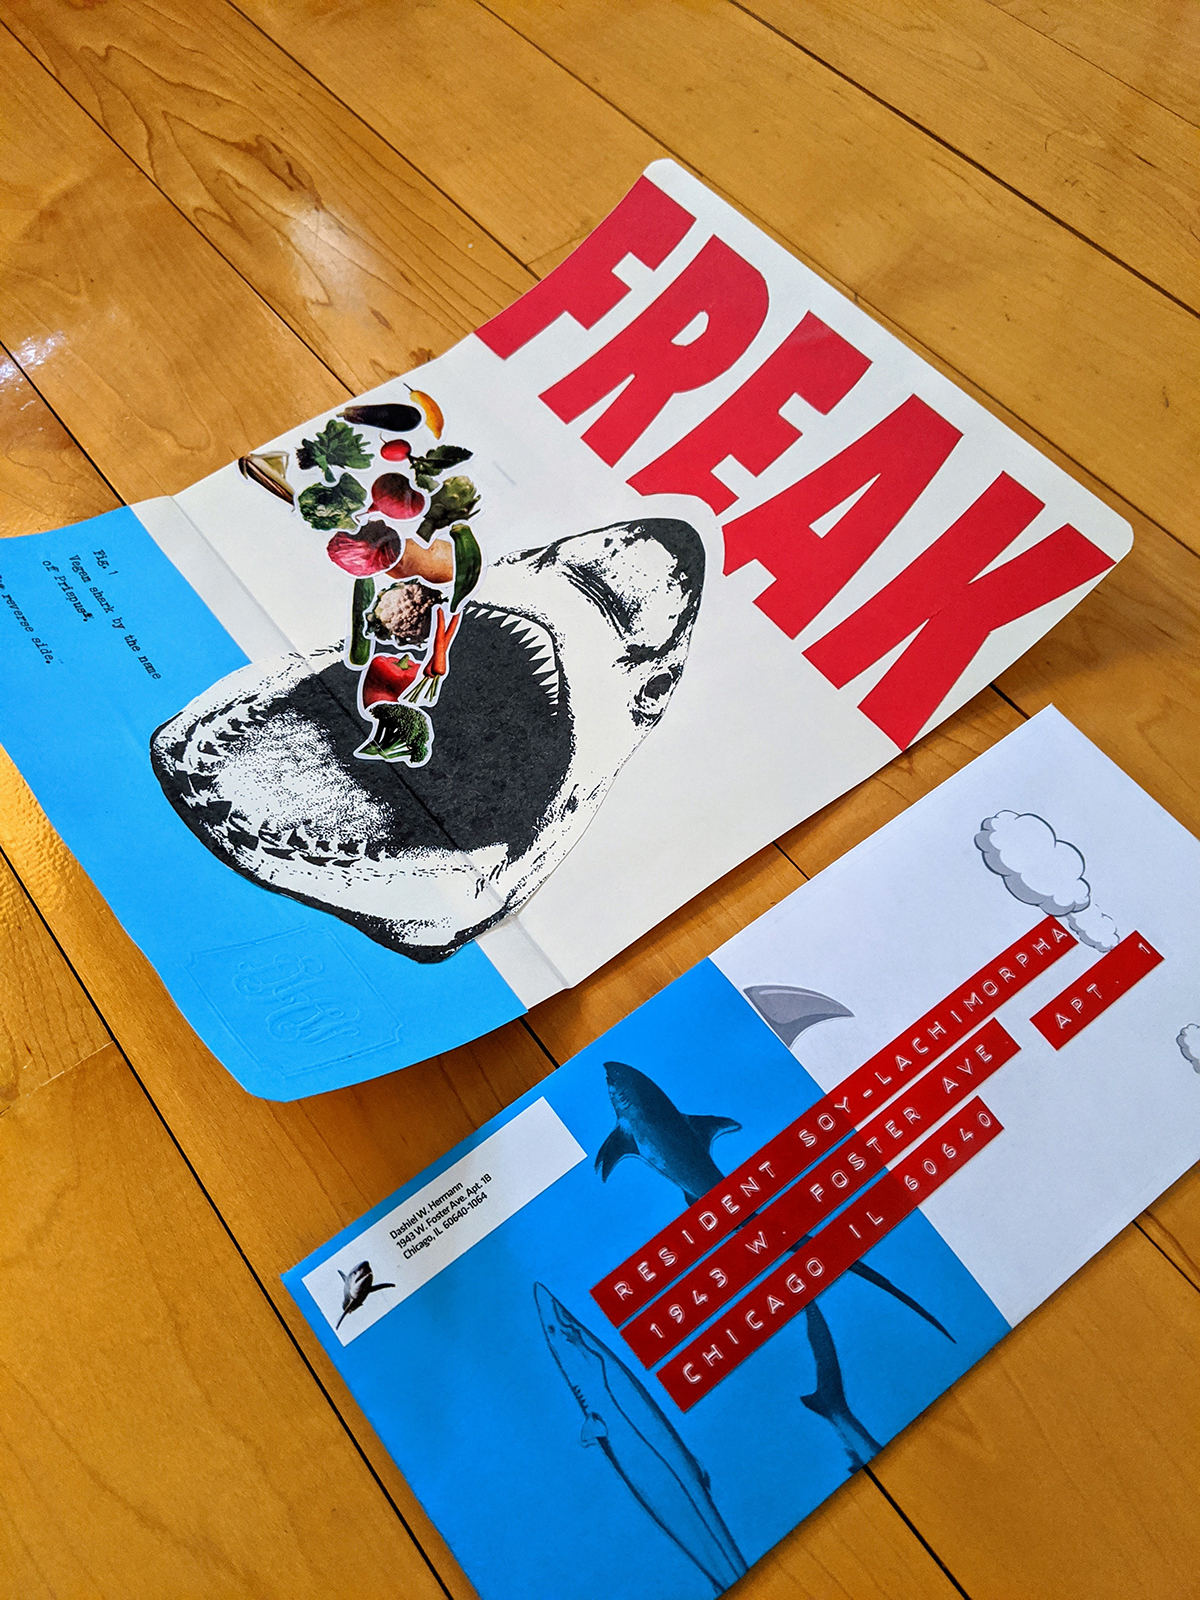 FREAK
Fig. 1
Vegan shark by the name
of Priepus,
reverse side.
Dashiel W. Hermann
1943 W. Foster Ave. Apt. 1B
Chicago, IL 60640-1064
RESIDENT SOY-LACHIMORPHA
1943 W. FOSTER AVE APT. 1
CHICAGO IL 60640